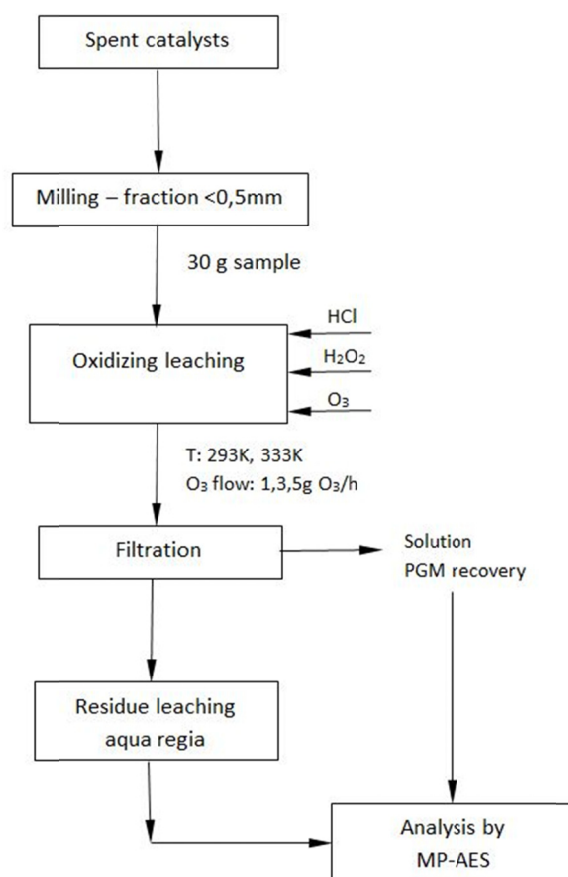 Spent catalysts
Milling – fraction <0,5mm
30 g sample
Oxidizing leaching
HCl
H₂O₂
O₃
T: 293K, 333K
O₃ flow: 1,3,5g O₃/h
Filtration
Solution
PGM recovery
Residue leaching
aqua regia
Analysis by
MP-AES